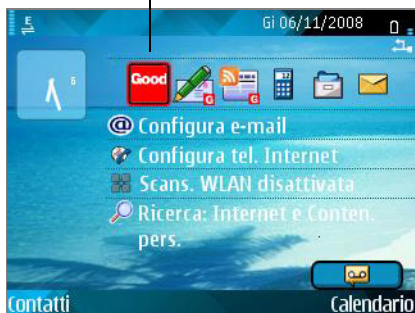 E
Gi 06/11/2008
6
Good
G
G
Configura e-mail
Configura tel. Internet
Scans. WLAN disattivata
Ricerca: Internet e Conten.
pers.
Contatti
Calendario